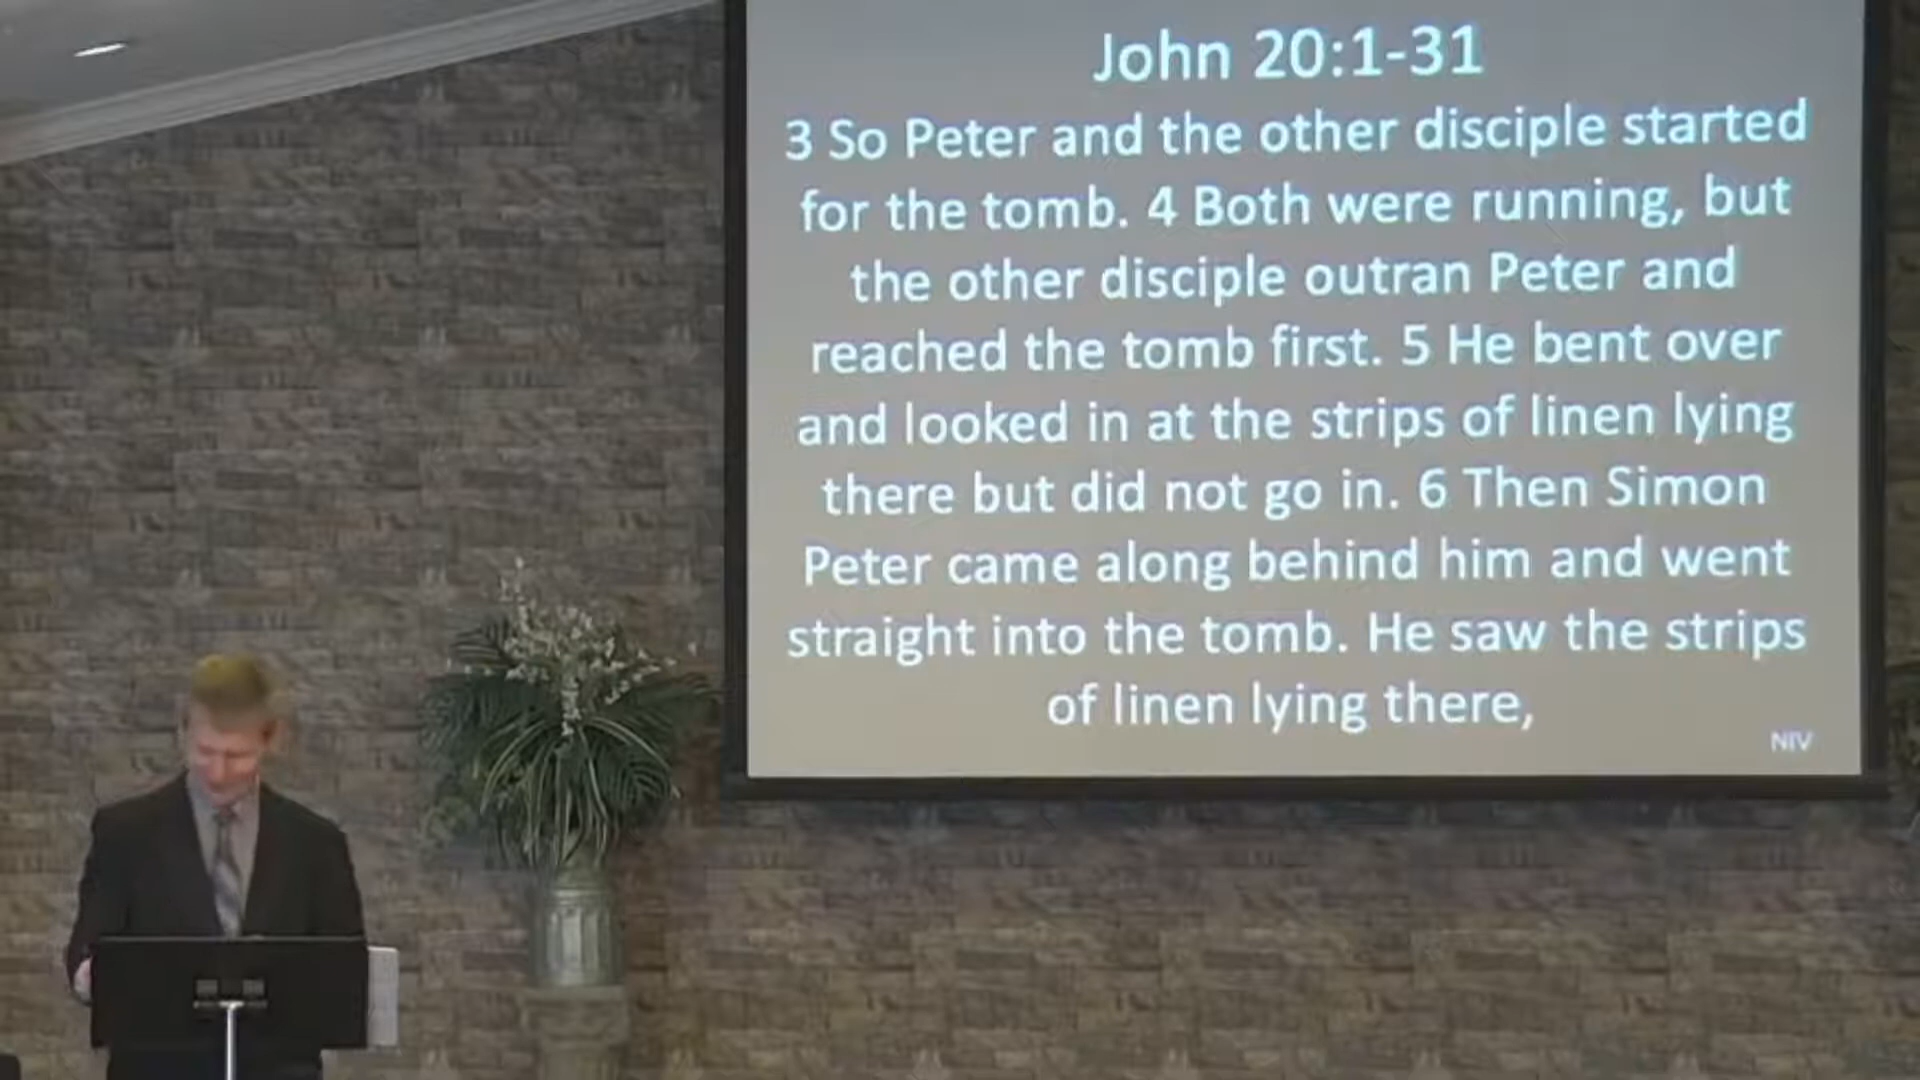 John 20:1-31
3 So Peter and the other disciple started
for the tomb. 4 Both were running, but
the other disciple outran Peter and
reached the tomb first. 5 He bent over
and looked in at the strips of linen lying
there but did not go in. 6 Then Simon
Peter came along behind him and went
straight into the tomb. He saw the strips
of linen lying there,
NIV